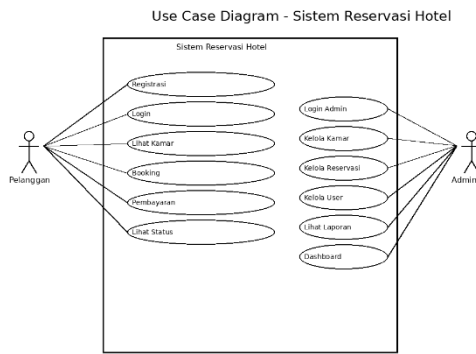 Use Case Diagram - Sistem Reservasi Hotel
Sistem Reservasi Hotel
Registrasi
Login
Lihat Kamar
Booking
Pembayaran
Lihat Status
Login Admin
Kelola Kamar
Kelola Reservasi
Kelola User
Lihat Laporan
Dashboard
Pelanggan
Admin